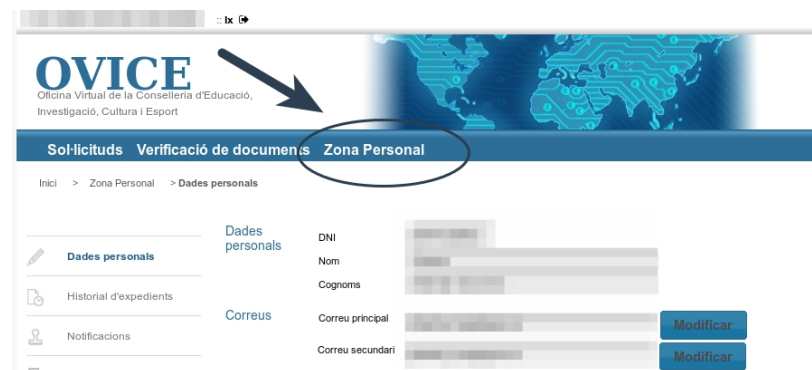 :: Ix
OVICE
Oficina Virtual de la Conselleria d'Educació,
Investigació, Cultura i Esport
Sol·licituds Verificació de documents Zona Personal
Inici > Zona Personal > Dades personals
Dades personals
Historial d'expedients
Notificacions
Dades
personals
DNI
Nom
Cognoms
Correus
Correu principal
Modificar
Correu secundari
Modificar